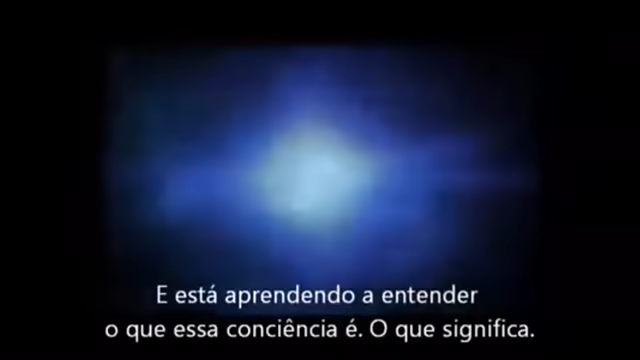 E está aprendendo a entender
o que essa conciência é. O que significa.